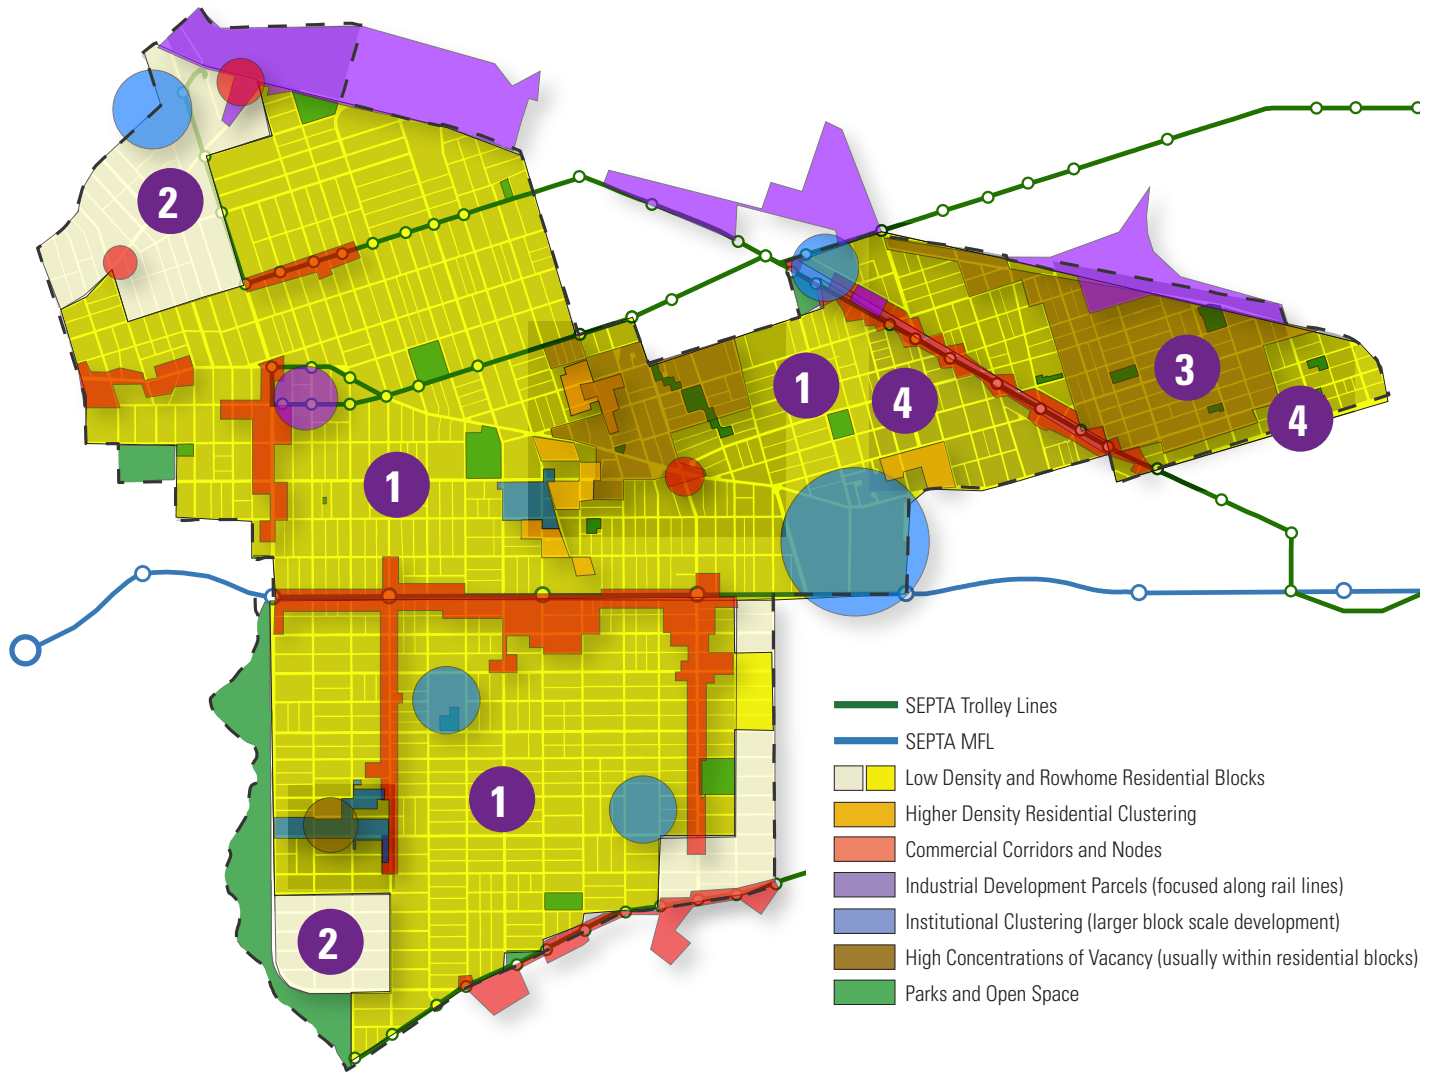 2
1
4
3
4
1
1
2
SEPTA Trolley Lines
SEPTA MFL
Low Density and Rowhome Residential Blocks
Higher Density Residential Clustering
Commercial Corridors and Nodes
Industrial Development Parcels (focused along rail lines)
Institutional Clustering (larger block scale development)
High Concentrations of Vacancy (usually within residential blocks)
Parks and Open Space